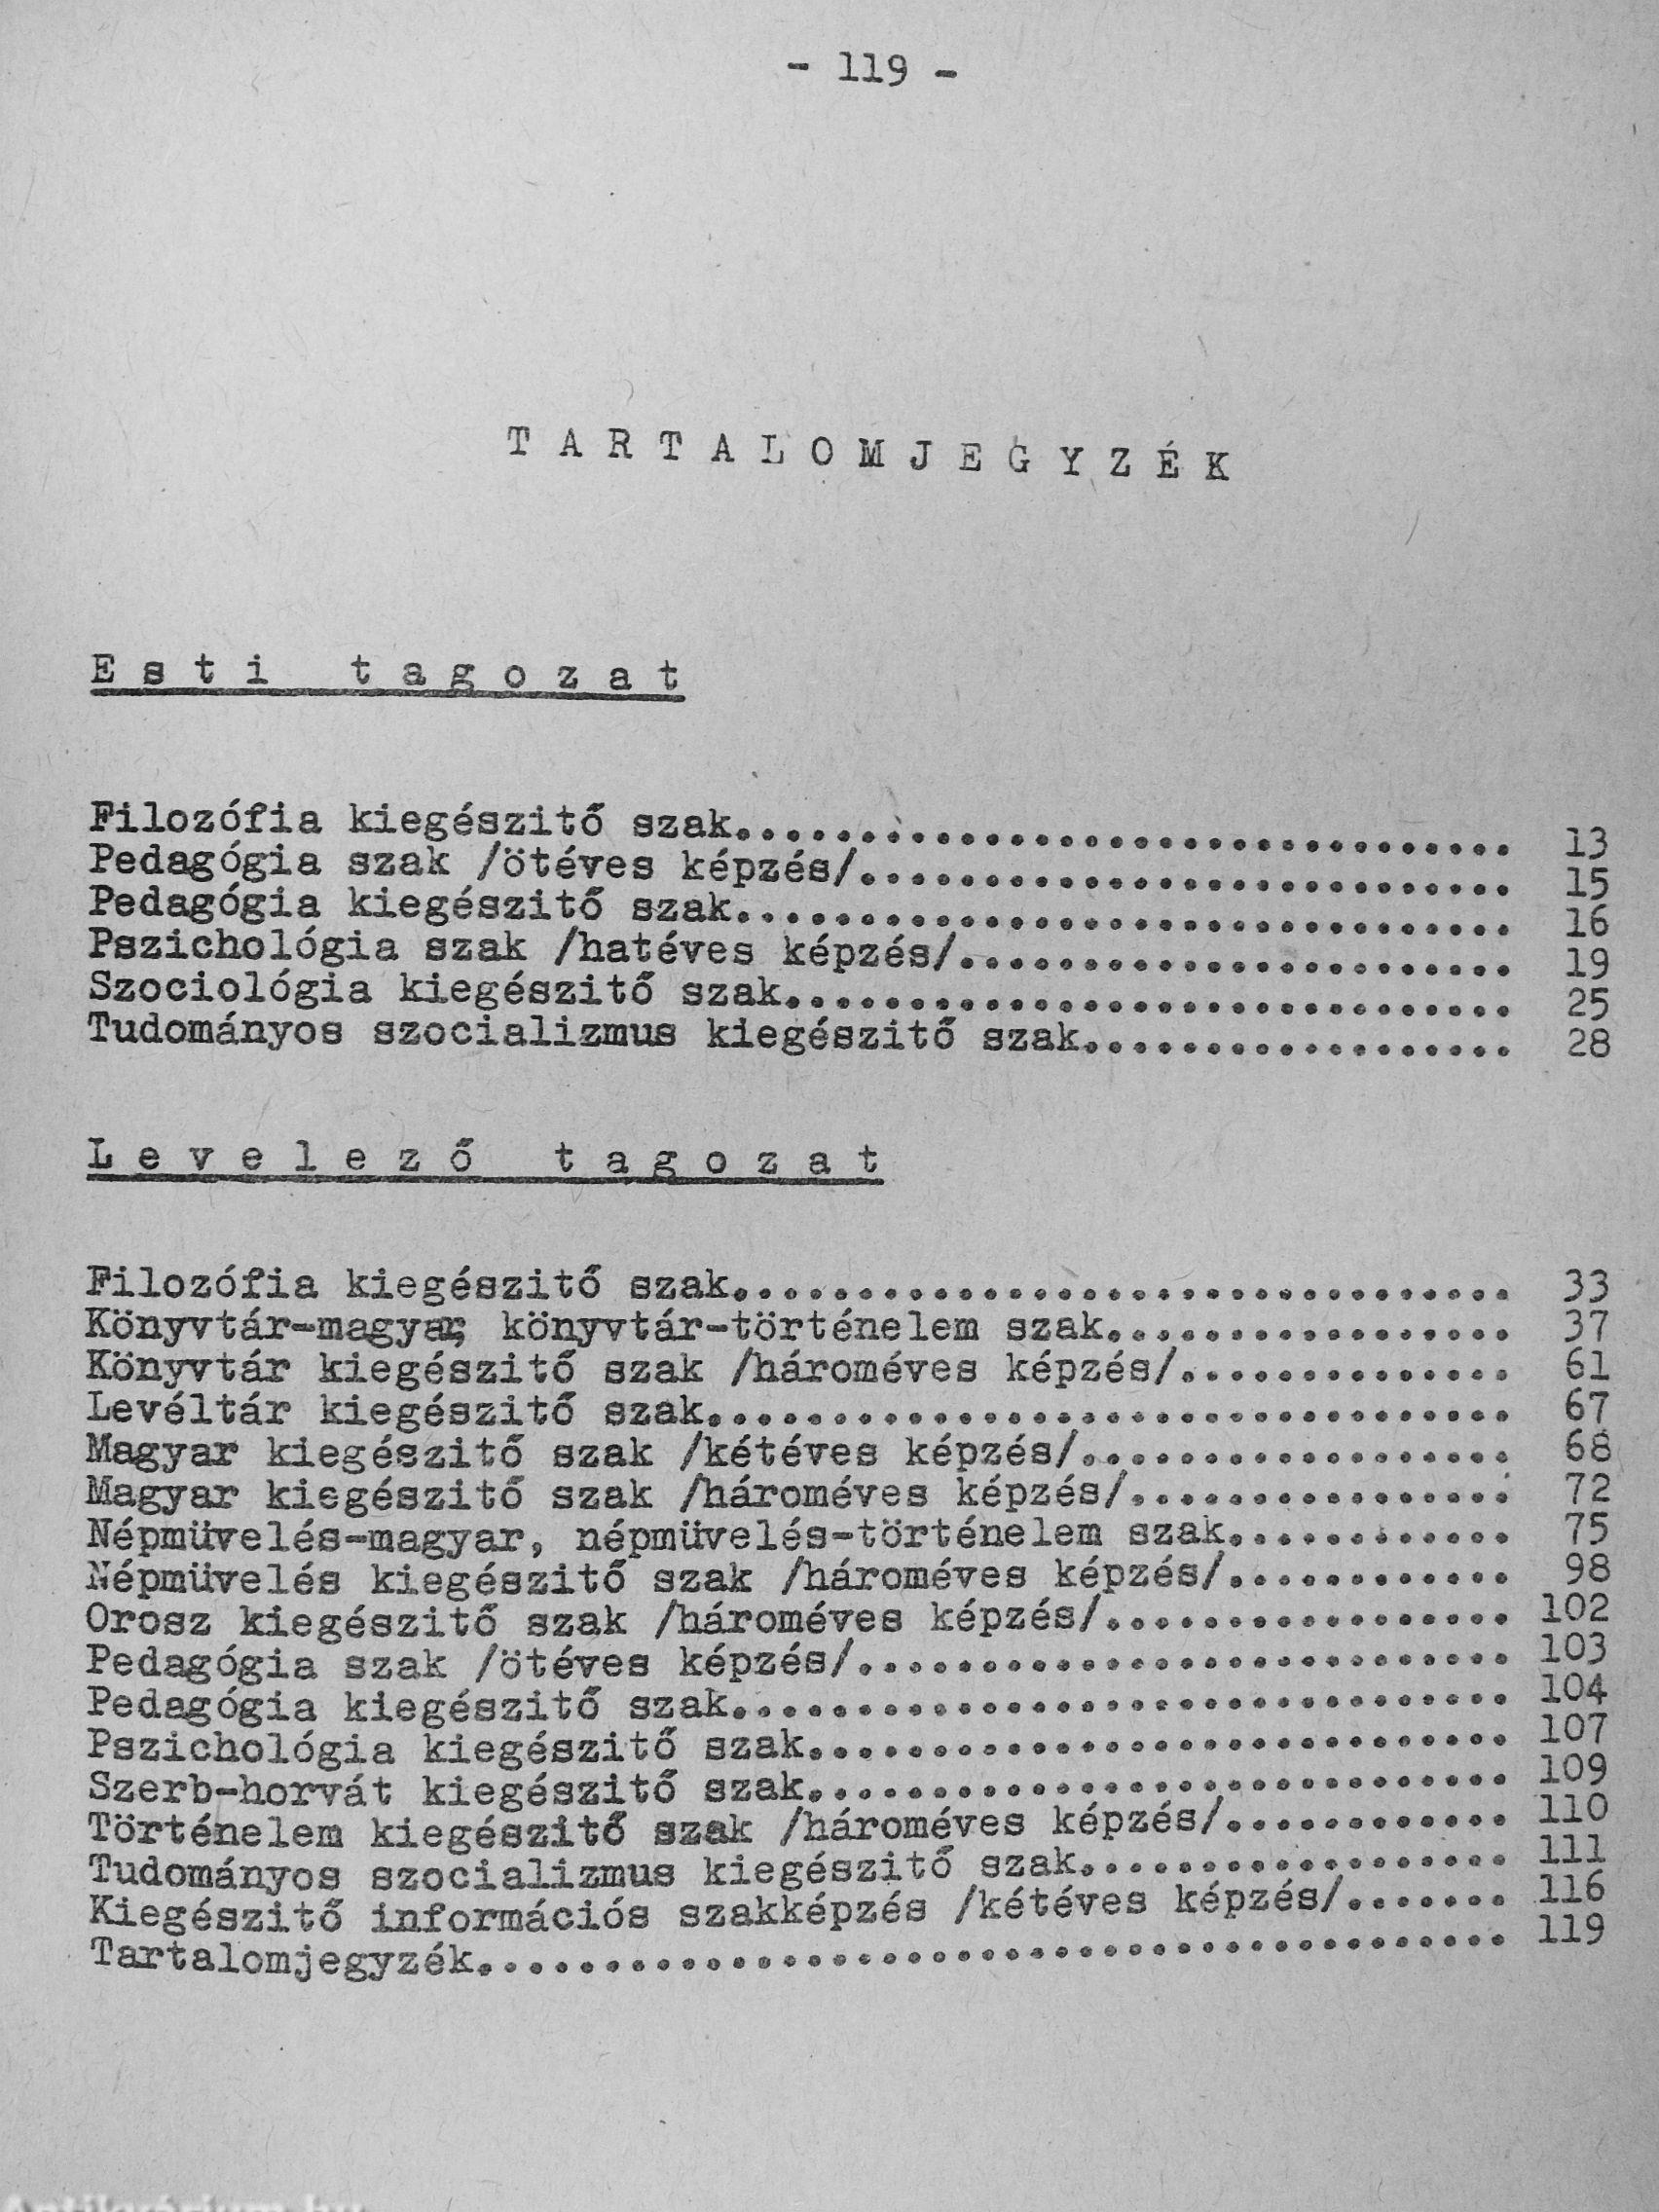 - 119 -
T A R T A L O M J E G Y Z É K
E s t i   t a g o z a t
Filozófia kiegészitő szak............................... 13
Pedagógia szak /ötéves képzés/.......................... 15
Pedagógia kiegészitő szak............................... 16
Pszichológia szak /hatéves képzés/...................... 19
Szociológia kiegészitő szak............................. 25
Tudományos szocializmus kiegészitő szak................. 28
L e v e l e z ő   t a g o z a t
Filozófia kiegészitő szak............................... 33
Könyvtár-magyar, könyvtár-történelem szak................ 37
Könyvtár kiegészitő szak /hároméves képzés/............. 61
Levéltár kiegészitő szak................................ 67
Magyar kiegészitő szak /kétéves képzés/................. 68
Magyar kiegészitő szak /hároméves képzés/............... 72
Népmüvelés-magyar, népmüvelés-történelem szak........... 75
Népmüvelés kiegészitő szak /hároméves képzés/........... 98
Orosz kiegészitő szak /hároméves képzés/................ 102
Pedagógia szak /ötéves képzés/.......................... 103
Pedagógia kiegészitő szak............................... 104
Pszichológia kiegészitő szak............................ 107
Szerb-horvát kiegészitő szak............................ 109
Történelem kiegészitő szak /hároméves képzés/........... 110
Tudományos szocializmus kiegészitő szak................. 111
Kiegészitő információs szakképzés /kétéves képzés/....... 116
Tartalomjegyzék......................................... 119